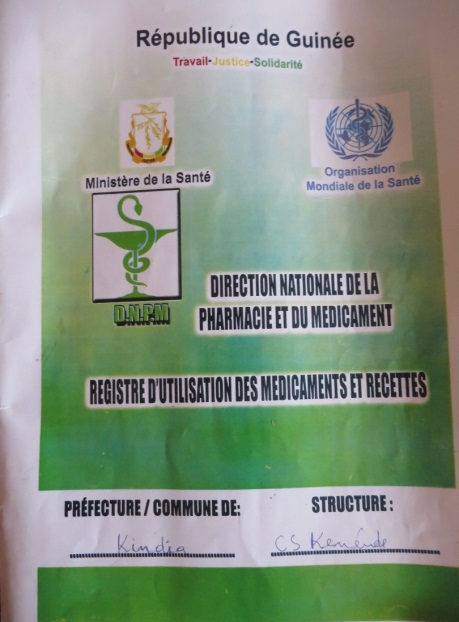 République de Guinée
Travail-Justice-Solidarité
Ministère de la Santé
Organisation
Mondiale de la Santé
D.N.P.M
DIRECTION NATIONALE DE LA
PHARMACIE ET DU MEDICAMENT
REGISTRE D'UTILISATION DES MEDICAMENTS ET RECETTES
PRÉFECTURE / COMMUNE DE:
STRUCTURE :
Kindia
CS